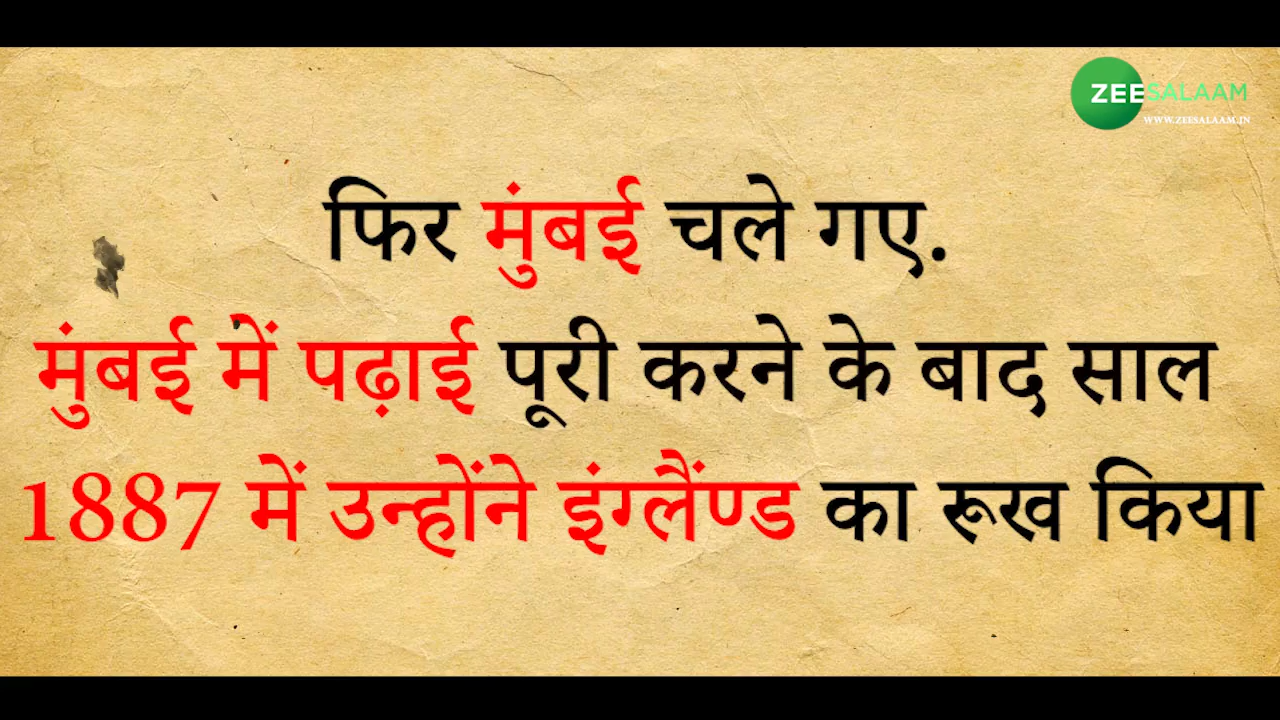 ZEESALAAM
WWW.ZEESALAAM.IN
फिर मुंबई चले गए.
मुंबई में पढ़ाई पूरी करने के बाद साल
1887 में उन्होंने इंग्लैंण्ड का रूख किया